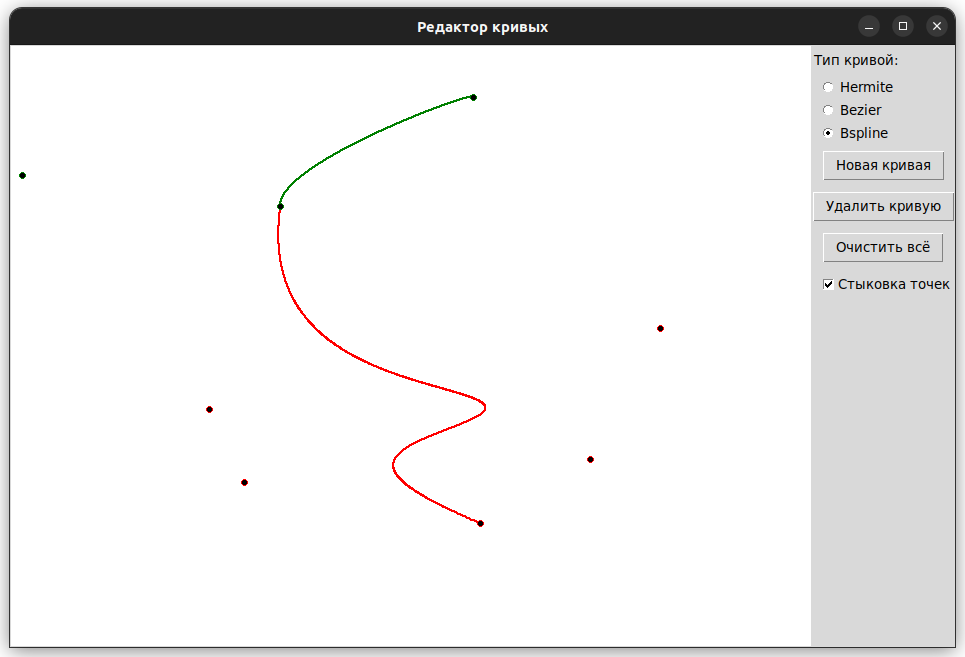 Редактор кривых
Тип кривой:
Hermite
Bezier
Bspline
Новая кривая
Удалить кривую
Очистить всё
Стыковка точек